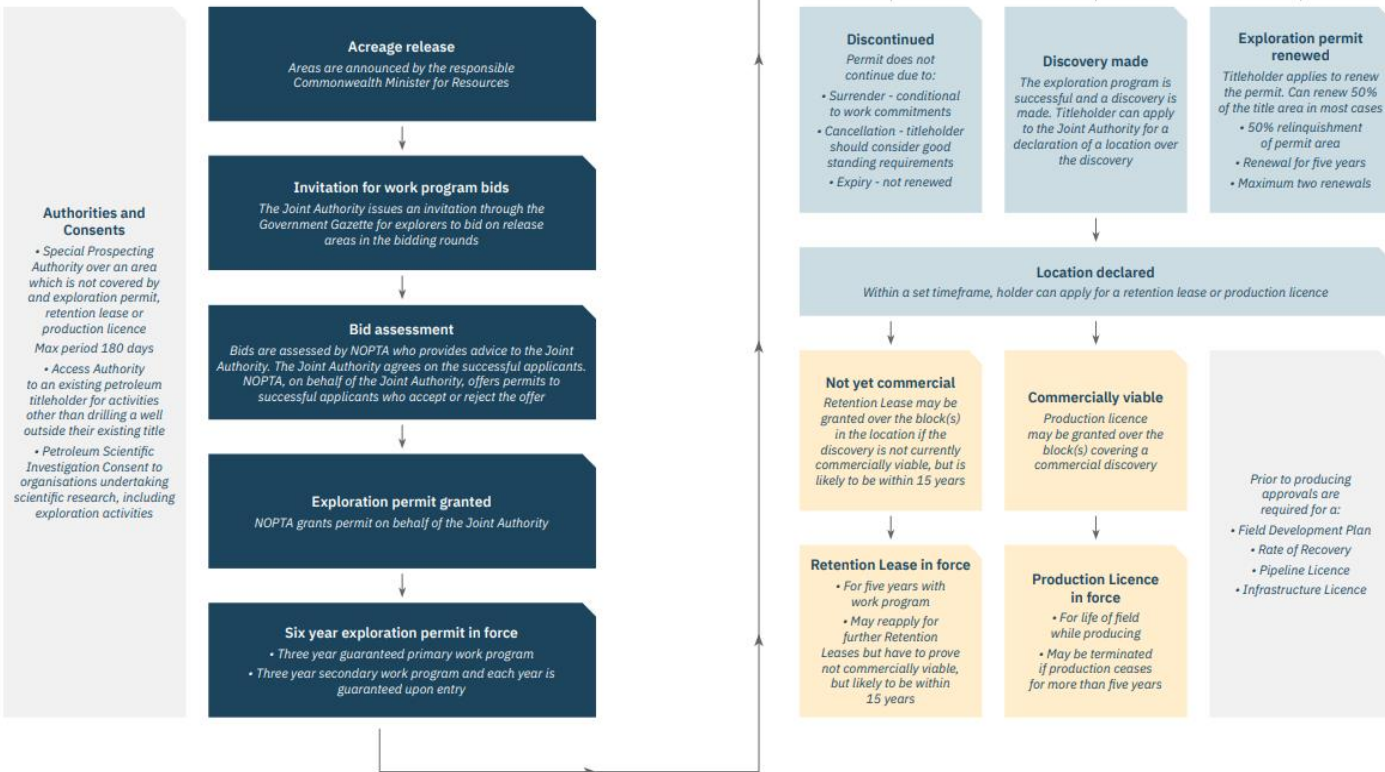 Authorities and
Consents
• Special Prospecting
Authority over an area
which is not covered by
and exploration permit,
retention lease or
production licence
Max period 180 days
• Access Authority
to an existing petroleum
titleholder for activities
other than drilling a well
outside their existing title
• Petroleum Scientific
Investigation Consent to
organisations undertaking
scientific research, including
exploration activities
Acreage release
Areas are announced by the responsible
Commonwealth Minister for Resources
Invitation for work program bids
The Joint Authority issues an invitation through the
Government Gazette for explorers to bid on release
areas in the bidding rounds
Bid assessment
Bids are assessed by NOPTA who provides advice to the Joint
Authority. The Joint Authority agrees on the successful applicants.
NOPTA, on behalf of the Joint Authority, offers permits to
successful applicants who accept or reject the offer
Exploration permit granted
NOPTA grants permit on behalf of the Joint Authority
Six year exploration permit in force
• Three year guaranteed primary work program
• Three year secondary work program and each year is
guaranteed upon entry
Discontinued
Permit does not
continue due to:
• Surrender - conditional
to work commitments
• Cancellation - titleholder
should consider good
standing requirements
• Expiry - not renewed
Discovery made
The exploration program is
successful and a discovery is
made. Titleholder can apply
to the Joint Authority for a
declaration of a location over
the discovery
Exploration permit
renewed
Titleholder applies to renew
the permit. Can renew 50%
of the title area in most cases
• 50% relinquishment
of permit area
• Renewal for five years
• Maximum two renewals
Location declared
Within a set timeframe, holder can apply for a retention lease or production licence
Not yet commercial
Retention Lease may be
granted over the block(s)
in the location if the
discovery is not currently
commercially viable, but is
likely to be within 15 years
Commercially viable
Production licence
may be granted over the
block(s) covering a
commercial discovery
Retention Lease in force
• For five years with
work program
• May reapply for
further Retention
Leases but have to prove
not commercially viable,
but likely to be within
15 years
Production Licence
in force
• For life of field
while producing
• May be terminated
if production ceases
for more than five years
Prior to producing
approvals are
required for a:
• Field Development Plan
• Rate of Recovery
• Pipeline Licence
• Infrastructure Licence